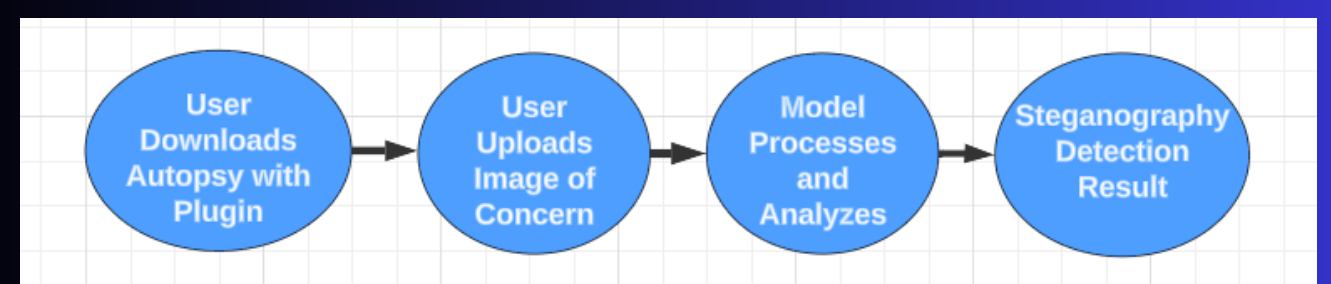 User
Downloads
Autopsy with
Plugin
User
Uploads
Image of
Concern
Model
Processes
and
Analyzes
Steganography
Detection
Result